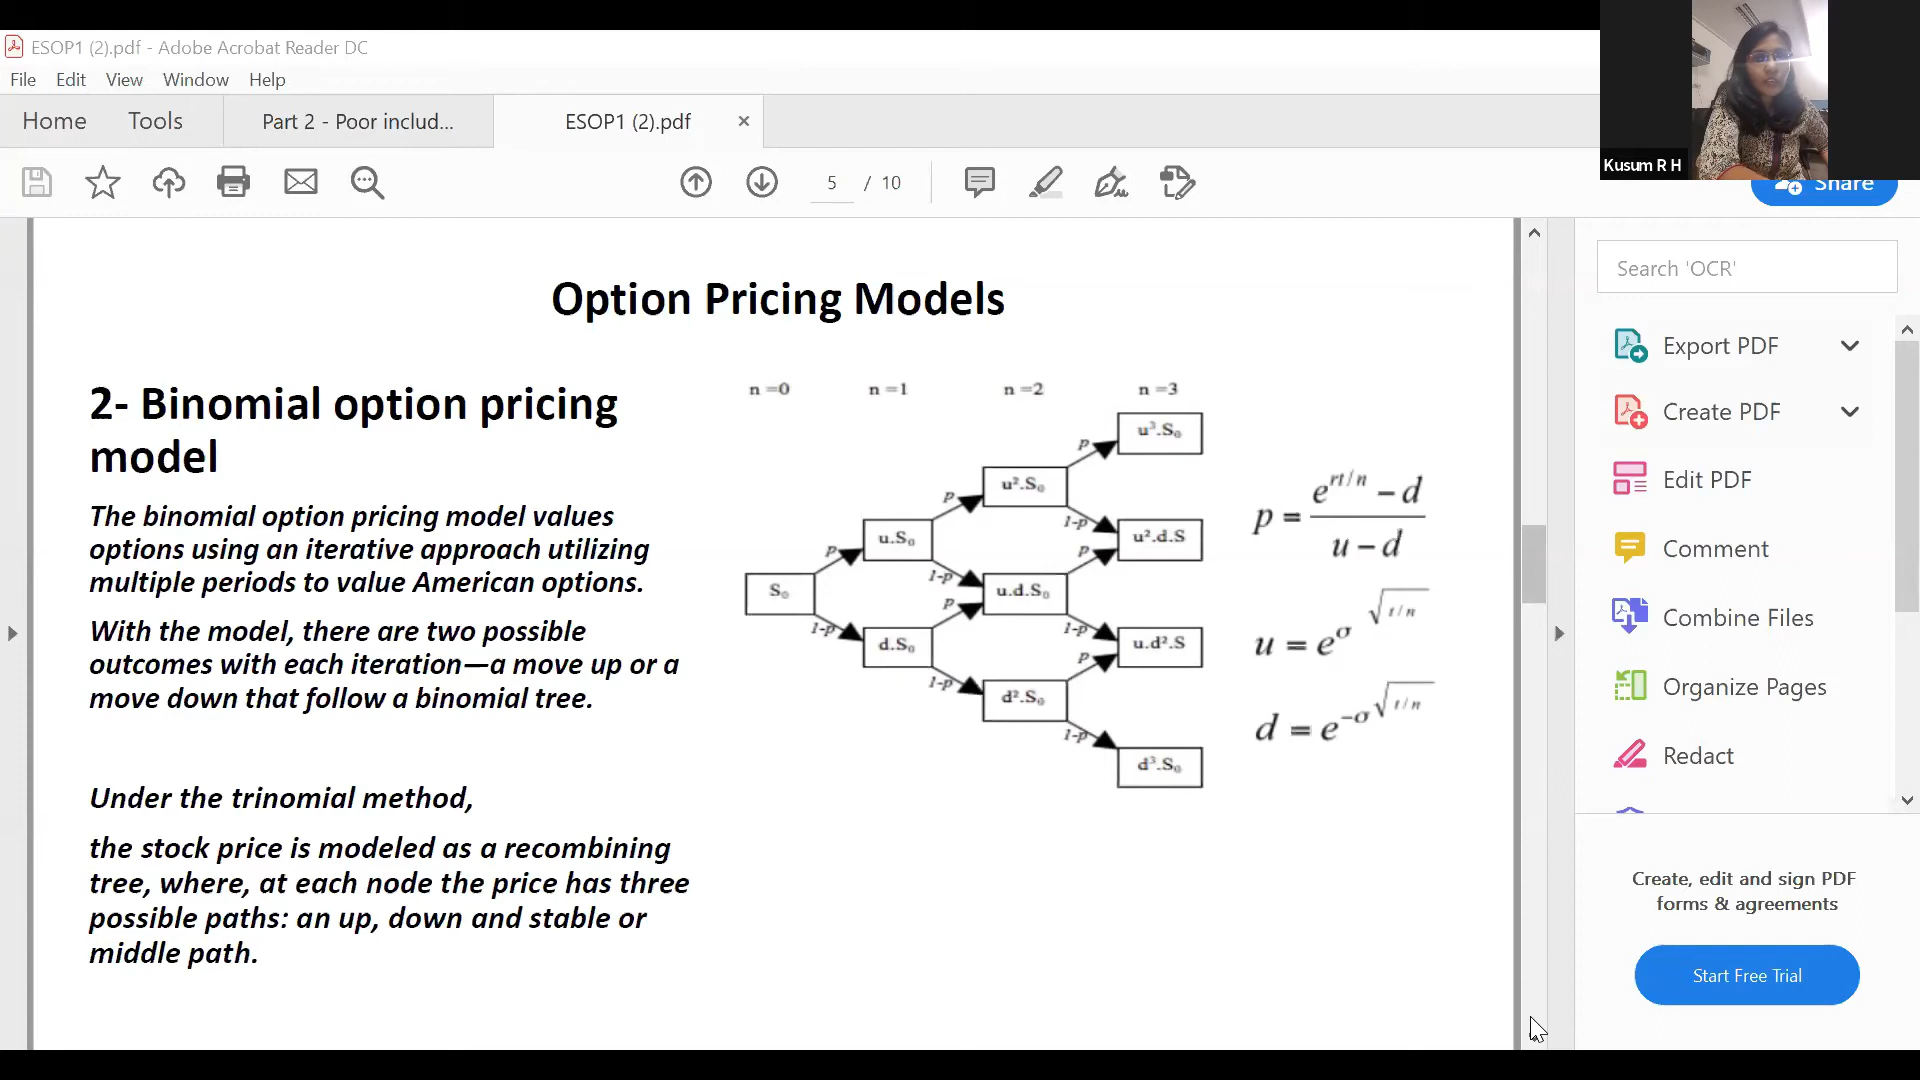 ESOP1 (2).pdf - Adobe Acrobat Reader DC
File Edit View Window Help
Home Tools Part 2 - Poor includ... ESOP1 (2).pdf ×
5 / 10
Kusum R H
Share
Option Pricing Models
2- Binomial option pricing
model
The binomial option pricing model values
options using an iterative approach utilizing
multiple periods to value American options.
With the model, there are two possible
outcomes with each iteration—a move up or a
move down that follow a binomial tree.
Under the trinomial method,
the stock price is modeled as a recombining
tree, where, at each node the price has three
possible paths: an up, down and stable or
middle path.
n =0 n =1 n =2 n =3
u³.S₀
p
u².S₀
p 1-p
u.S₀ u².d.S
p 1-p p
S₀ u.d.S₀
1-p p 1-p
d.S₀ u.d².S
1-p p
d².S₀
1-p
d³.S₀
p = (e^{rt/n} − d) / (u − d)
u = e^{σ √(t/n)}
d = e^{−σ √(t/n)}
Search 'OCR'
Export PDF
Create PDF
Edit PDF
Comment
Combine Files
Organize Pages
Redact
Create, edit and sign PDF
forms & agreements
Start Free Trial